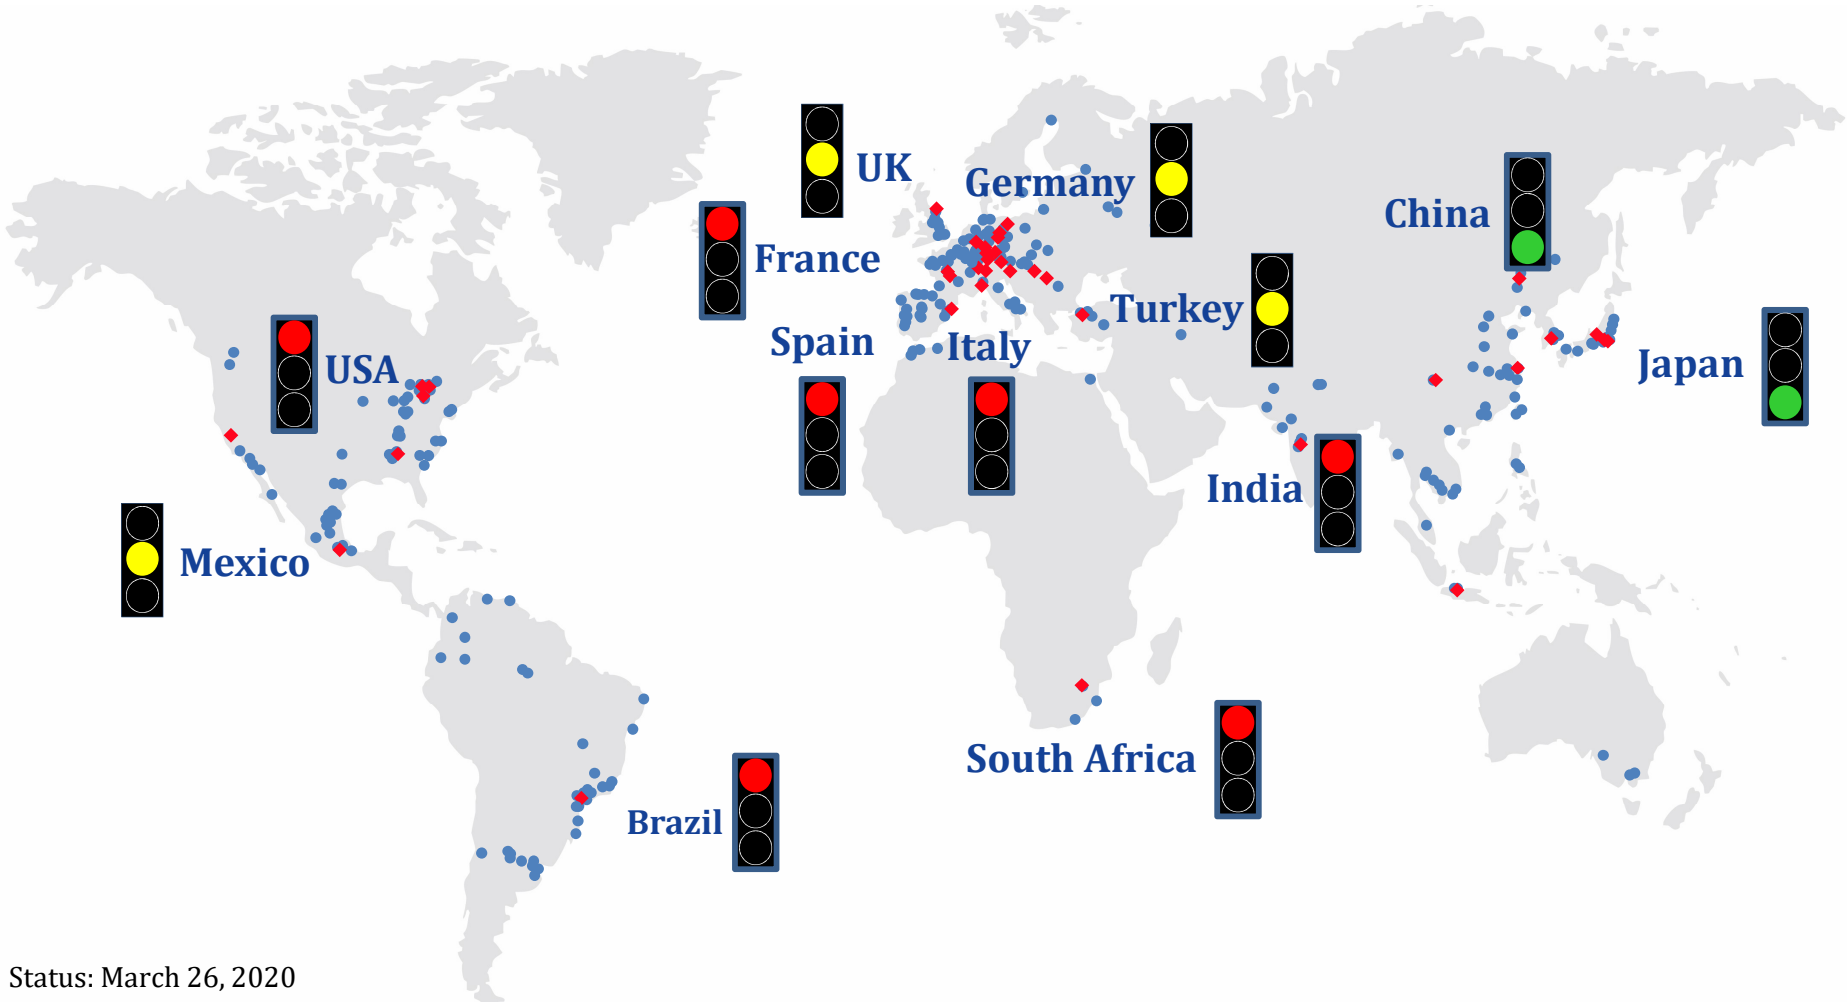 UK
Germany
China
France
Turkey
Spain
Italy
USA
Japan
India
Mexico
South Africa
Brazil
Status: March 26, 2020